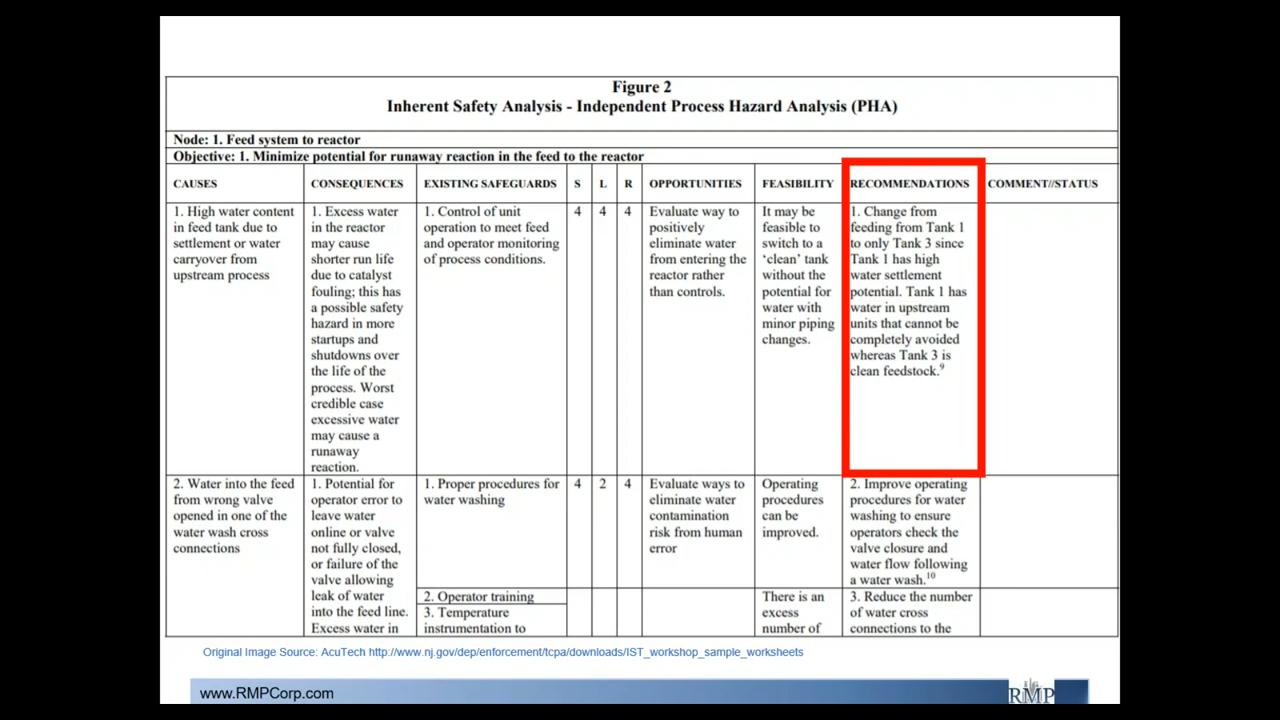 Figure 2
Inherent Safety Analysis - Independent Process Hazard Analysis (PHA)
Node: 1. Feed system to reactor
Objective: 1. Minimize potential for runaway reaction in the feed to the reactor
CAUSES
CONSEQUENCES
EXISTING SAFEGUARDS
S
L
R
OPPORTUNITIES
FEASIBILITY
RECOMMENDATIONS
COMMENT//STATUS
1. High water content
in feed tank due to
settlement or water
carryover from
upstream process
1. Excess water
in the reactor
may cause
shorter run life
due to catalyst
fouling; this has
a possible safety
hazard in more
startups and
shutdowns over
the life of the
process. Worst
credible case
excessive water
may cause a
runaway
reaction.
1. Control of unit
operation to meet feed
and operator monitoring
of process conditions.
4
4
4
Evaluate way to
positively
eliminate water
from entering the
reactor rather
than controls.
It may be
feasible to
switch to a
‘clean’ tank
without the
potential for
water with
minor piping
changes.
1. Change from
feeding from Tank 1
to only Tank 3 since
Tank 1 has high
water settlement
potential. Tank 1 has
water in upstream
units that cannot be
completely avoided
whereas Tank 3 is
clean feedstock.⁹
2. Water into the feed
from wrong valve
opened in one of the
water wash cross
connections
1. Potential for
operator error to
leave water
online or valve
not fully closed,
or failure of the
valve allowing
leak of water
into the feed line.
Excess water in
1. Proper procedures for
water washing
2. Operator training
3. Temperature
instrumentation to
4
2
4
Evaluate ways to
eliminate water
contamination
risk from human
error
Operating
procedures
can be
improved.
There is an
excess
number of
2. Improve operating
procedures for water
washing to ensure
operators check the
valve closure and
water flow following
a water wash.¹⁰
3. Reduce the number
of water cross
connections to the
Original Image Source: AcuTech http://www.nj.gov/dep/enforcement/tcpa/downloads/IST_workshop_sample_worksheets
www.RMPCorp.com
RMP